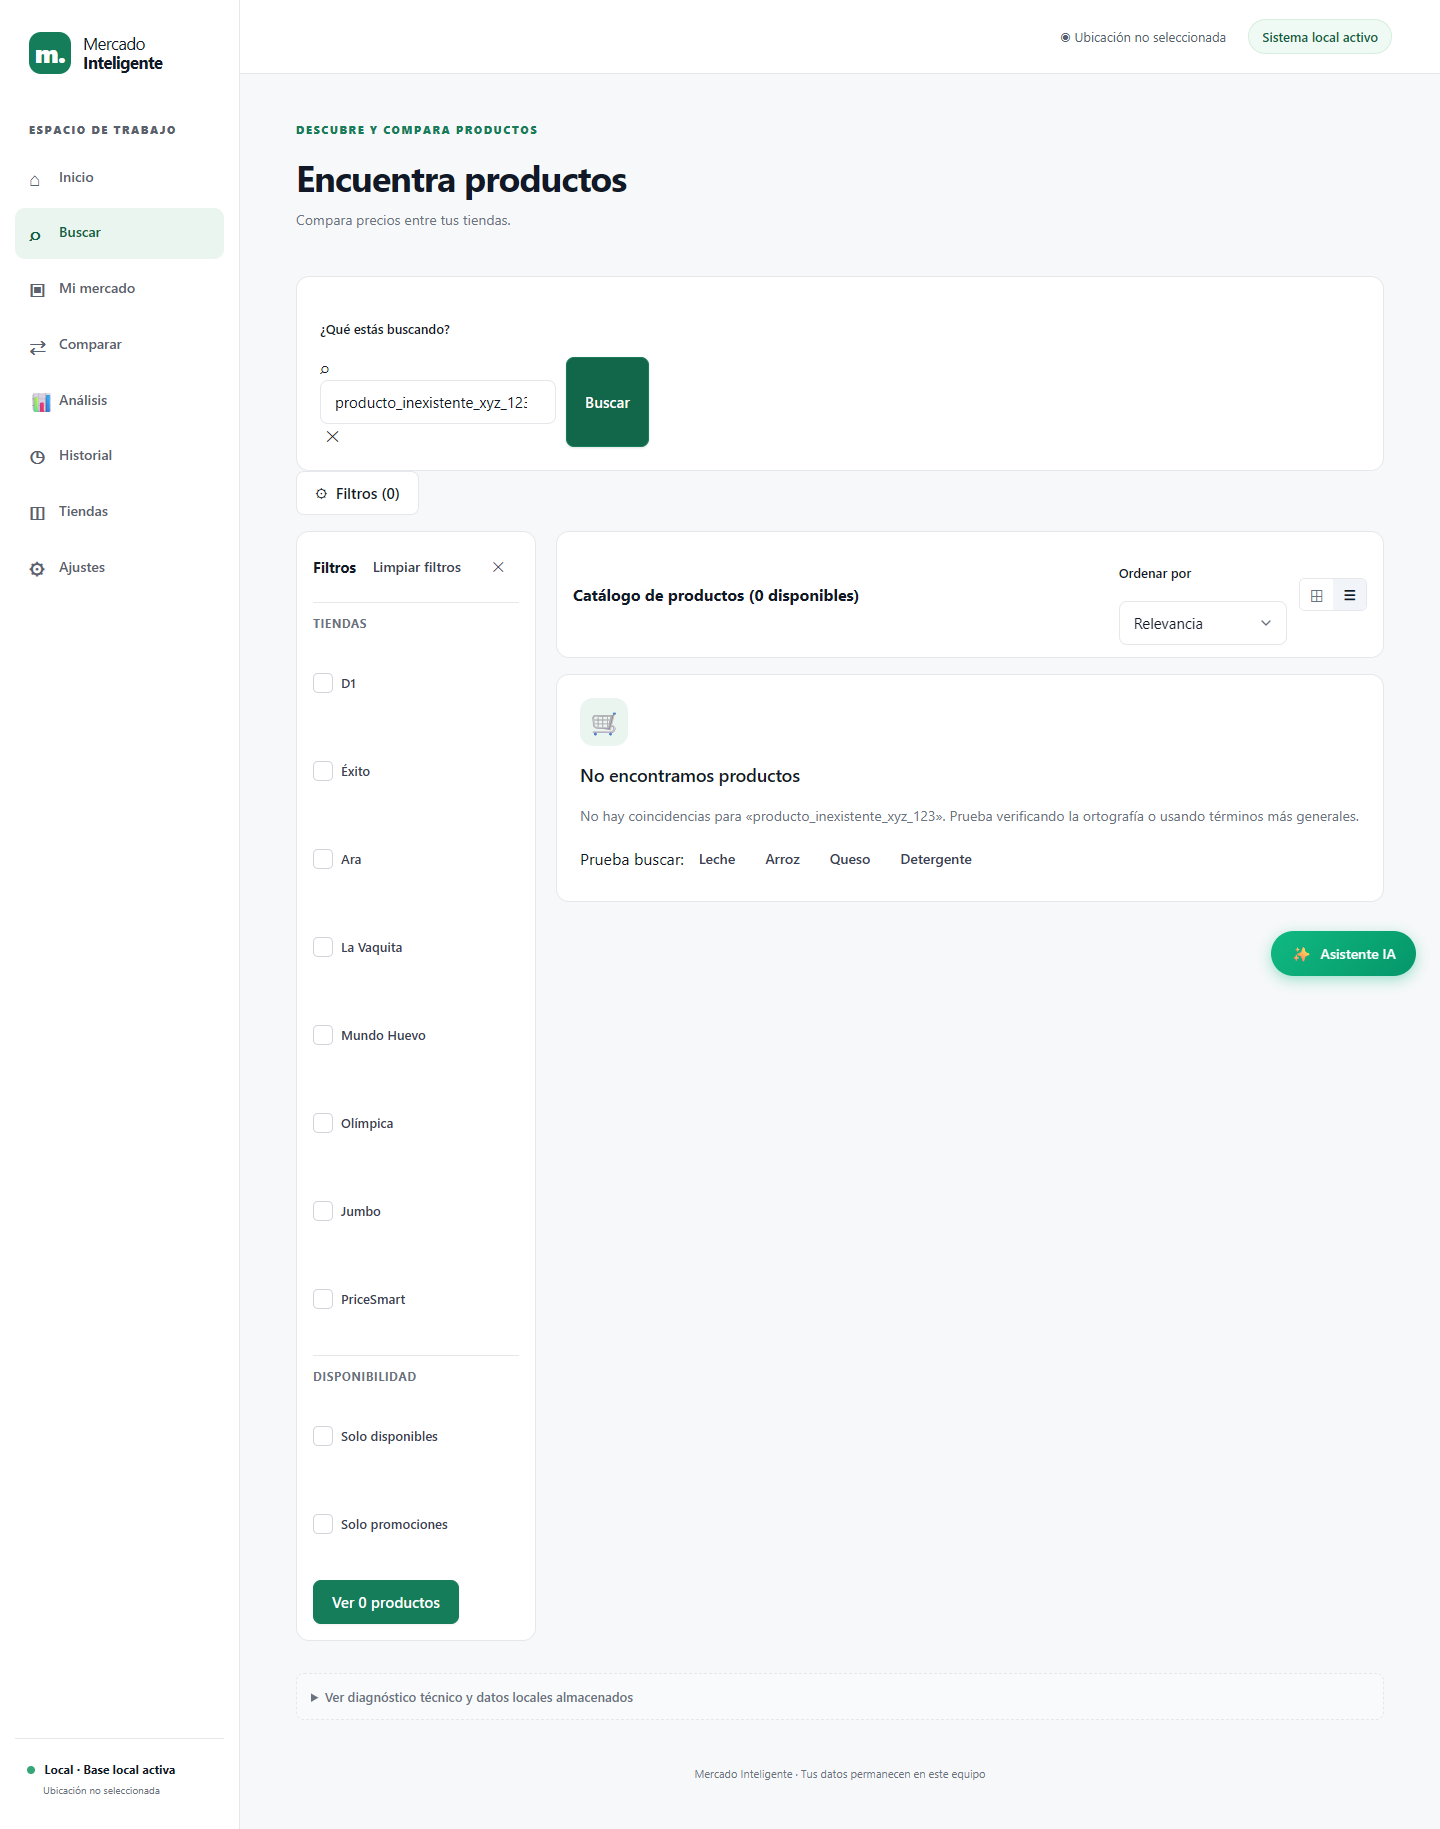 m.
Mercado
Inteligente
ESPACIO DE TRABAJO
Inicio
Buscar
Mi mercado
Comparar
Análisis
Historial
Tiendas
Ajustes
Local · Base local activa
Ubicación no seleccionada
Ubicación no seleccionada
Sistema local activo
DESCUBRE Y COMPARA PRODUCTOS
Encuentra productos
Compara precios entre tus tiendas.
¿Qué estás buscando?
producto_inexistente_xyz_123
Buscar
Filtros (0)
Filtros
Limpiar filtros
TIENDAS
D1
Éxito
Ara
La Vaquita
Mundo Huevo
Olímpica
Jumbo
PriceSmart
DISPONIBILIDAD
Solo disponibles
Solo promociones
Ver 0 productos
Catálogo de productos (0 disponibles)
Ordenar por
Relevancia
No encontramos productos
No hay coincidencias para «producto_inexistente_xyz_123». Prueba verificando la ortografía o usando términos más generales.
Prueba buscar: Leche Arroz Queso Detergente
Asistente IA
Ver diagnóstico técnico y datos locales almacenados
Mercado Inteligente · Tus datos permanecen en este equipo